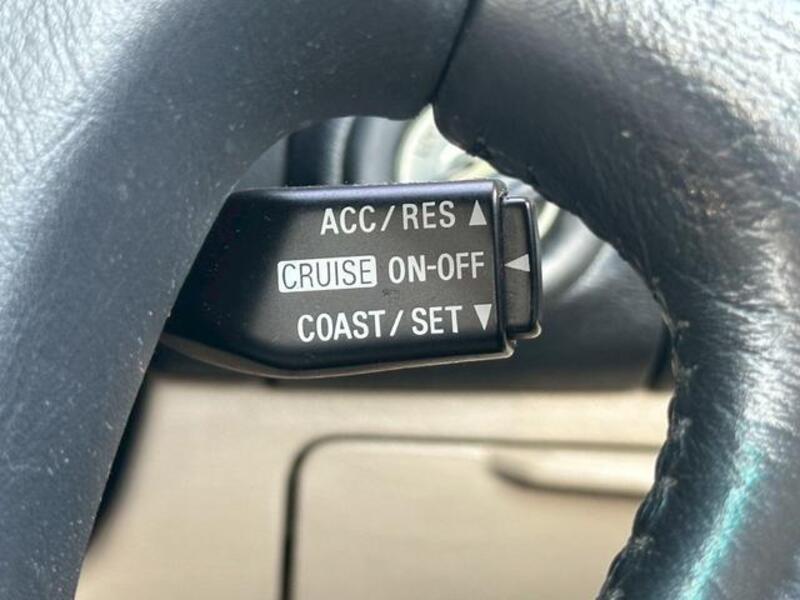 ACC/RES ▲
CRUISE ON-OFF ◀
COAST/SET ▼